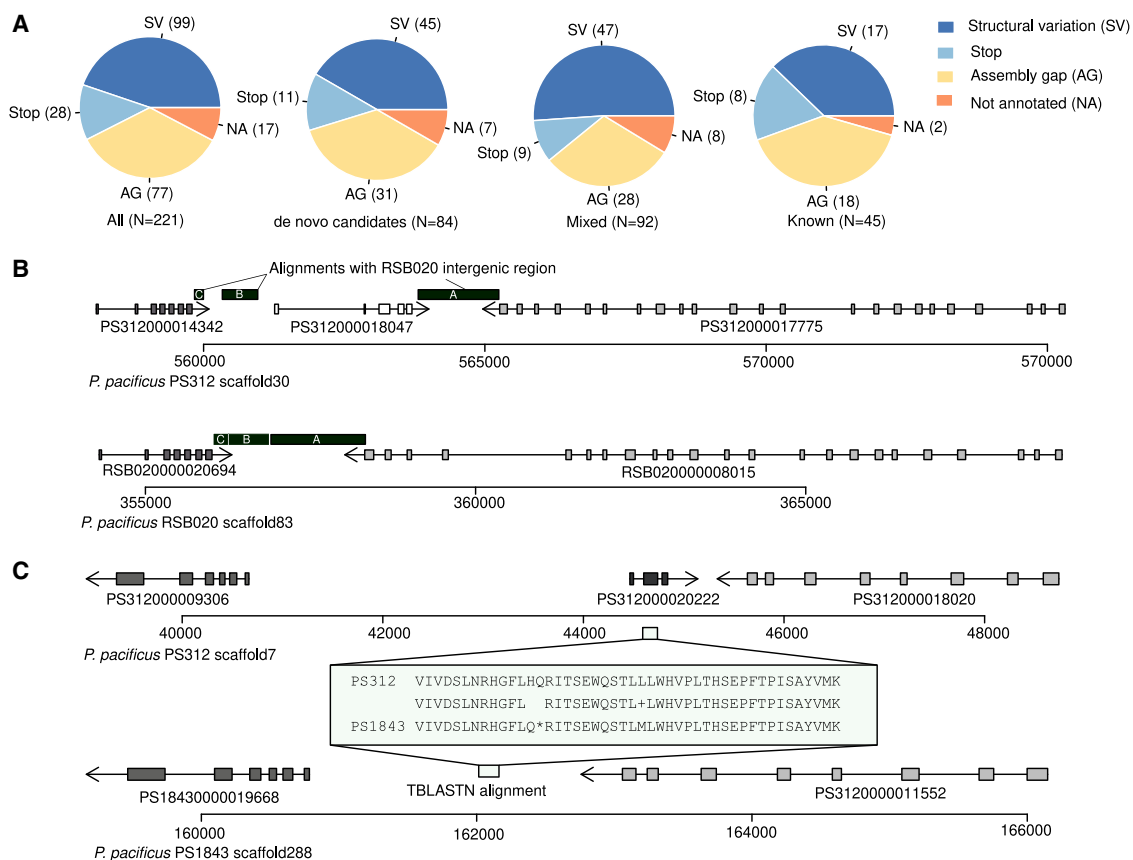 A
SV (99)
Stop (28)
NA (17)
AG (77)
All (N=221)
SV (45)
Stop (11)
NA (7)
AG (31)
de novo candidates (N=84)
SV (47)
Stop (9)
NA (8)
AG (28)
Mixed (N=92)
SV (17)
Stop (8)
NA (2)
AG (18)
Known (N=45)
Structural variation (SV)
Stop
Assembly gap (AG)
Not annotated (NA)
B
Alignments with RSB020 intergenic region
C B A
PS312000014342 PS312000018047 PS312000017775
560000 565000 570000 570000
P. pacificus PS312 scaffold30
C B A
RSB020000020694 RSB020000008015
355000 360000 365000
P. pacificus RSB020 scaffold83
C
PS312000009306 PS312000020222 PS312000018020
40000 42000 44000 46000 48000
P. pacificus PS312 scaffold7
PS312 VIVDSLNRHGFLHQRITSEWQSTLLLWHVPLTHSEPFTPISAYVMK
VIVDSLNRHGFL RITSEWQSTL+LWHVPLTHSEPFTPISAYVMK
PS1843 VIVDSLNRHGFLQ*RITSEWQSTLMLWHVPLTHSEPFTPISAYVMK
TBLASTN alignment
PS18430000019668 PS3120000011552
160000 162000 164000 166000
P. pacificus PS1843 scaffold288